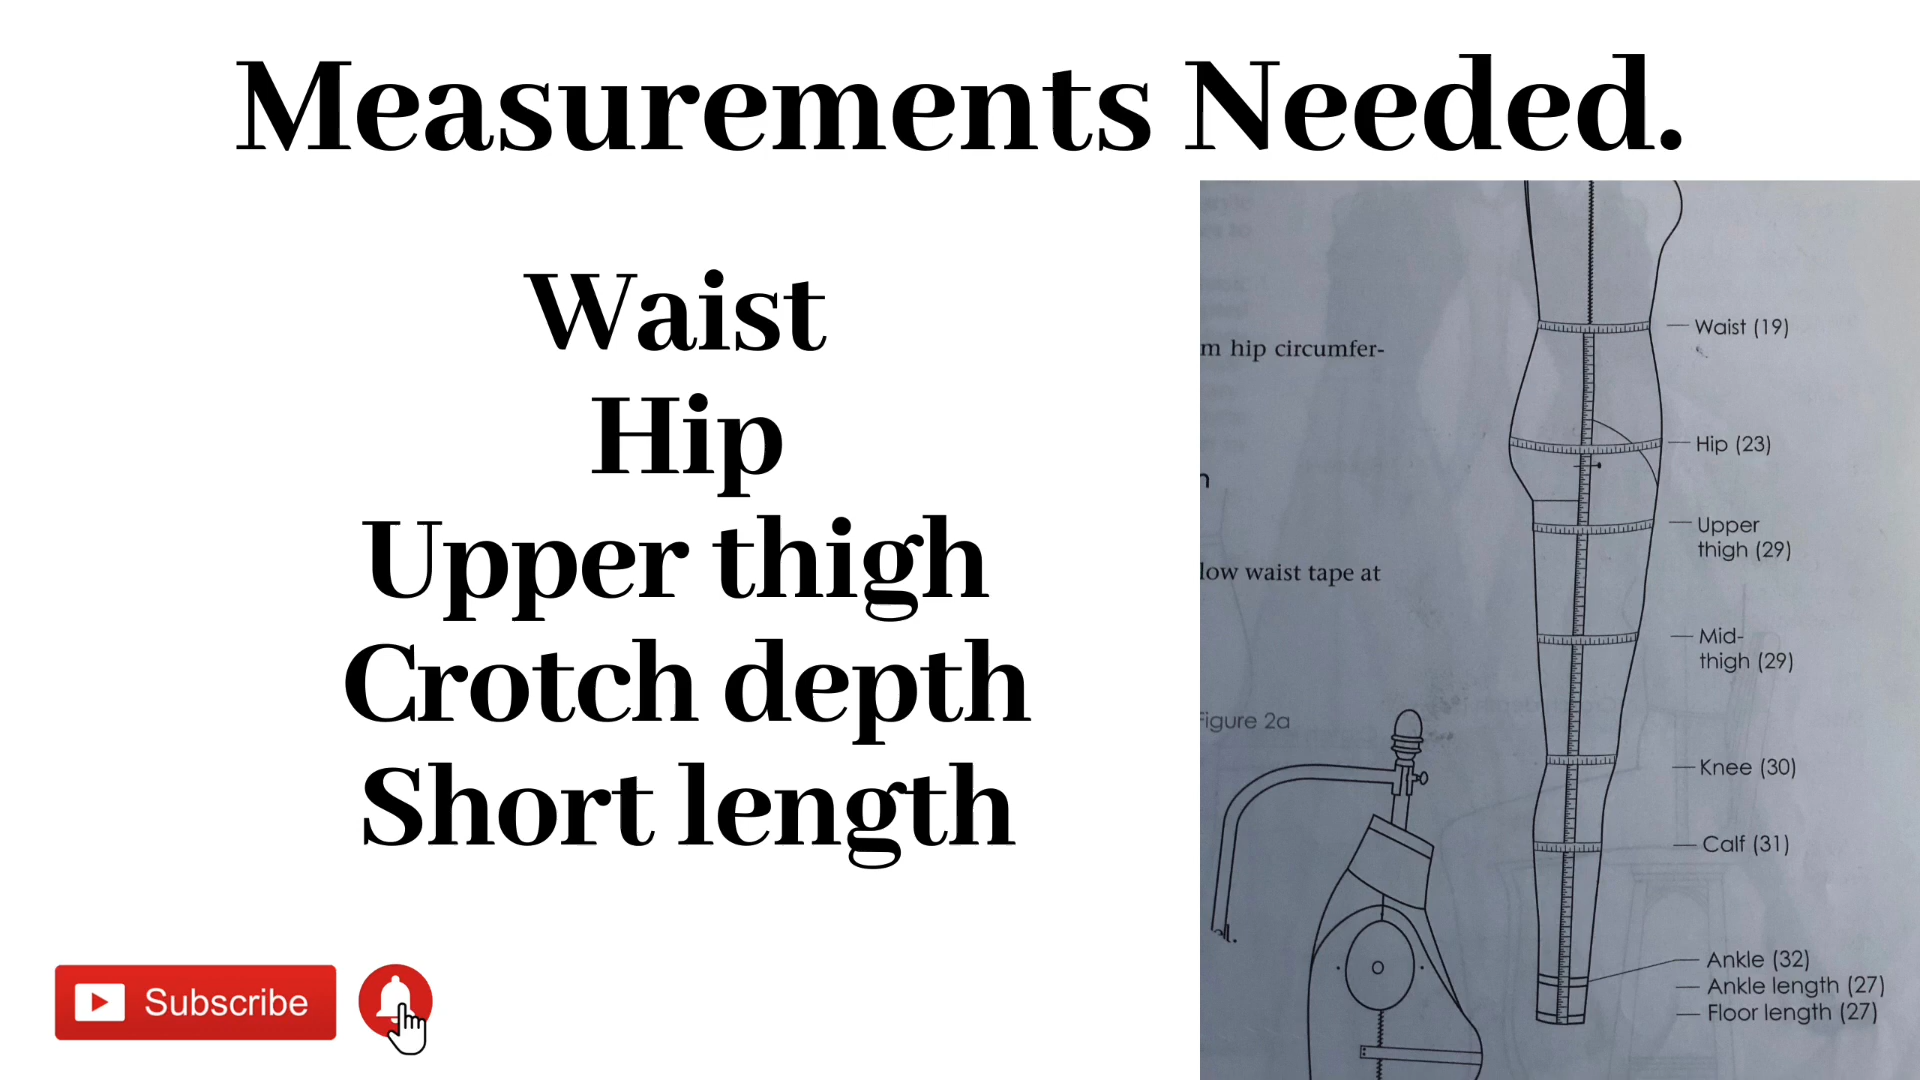 Measurements Needed.
Waist
Hip
Upper thigh
Crotch depth
Short length
Subscribe
m hip circumfer-
low waist tape at
Figure 2a
Waist (19)
Hip (23)
Upper
thigh (29)
Mid-
thigh (29)
Knee (30)
Calf (31)
Ankle (32)
Ankle length (27)
Floor length (27)